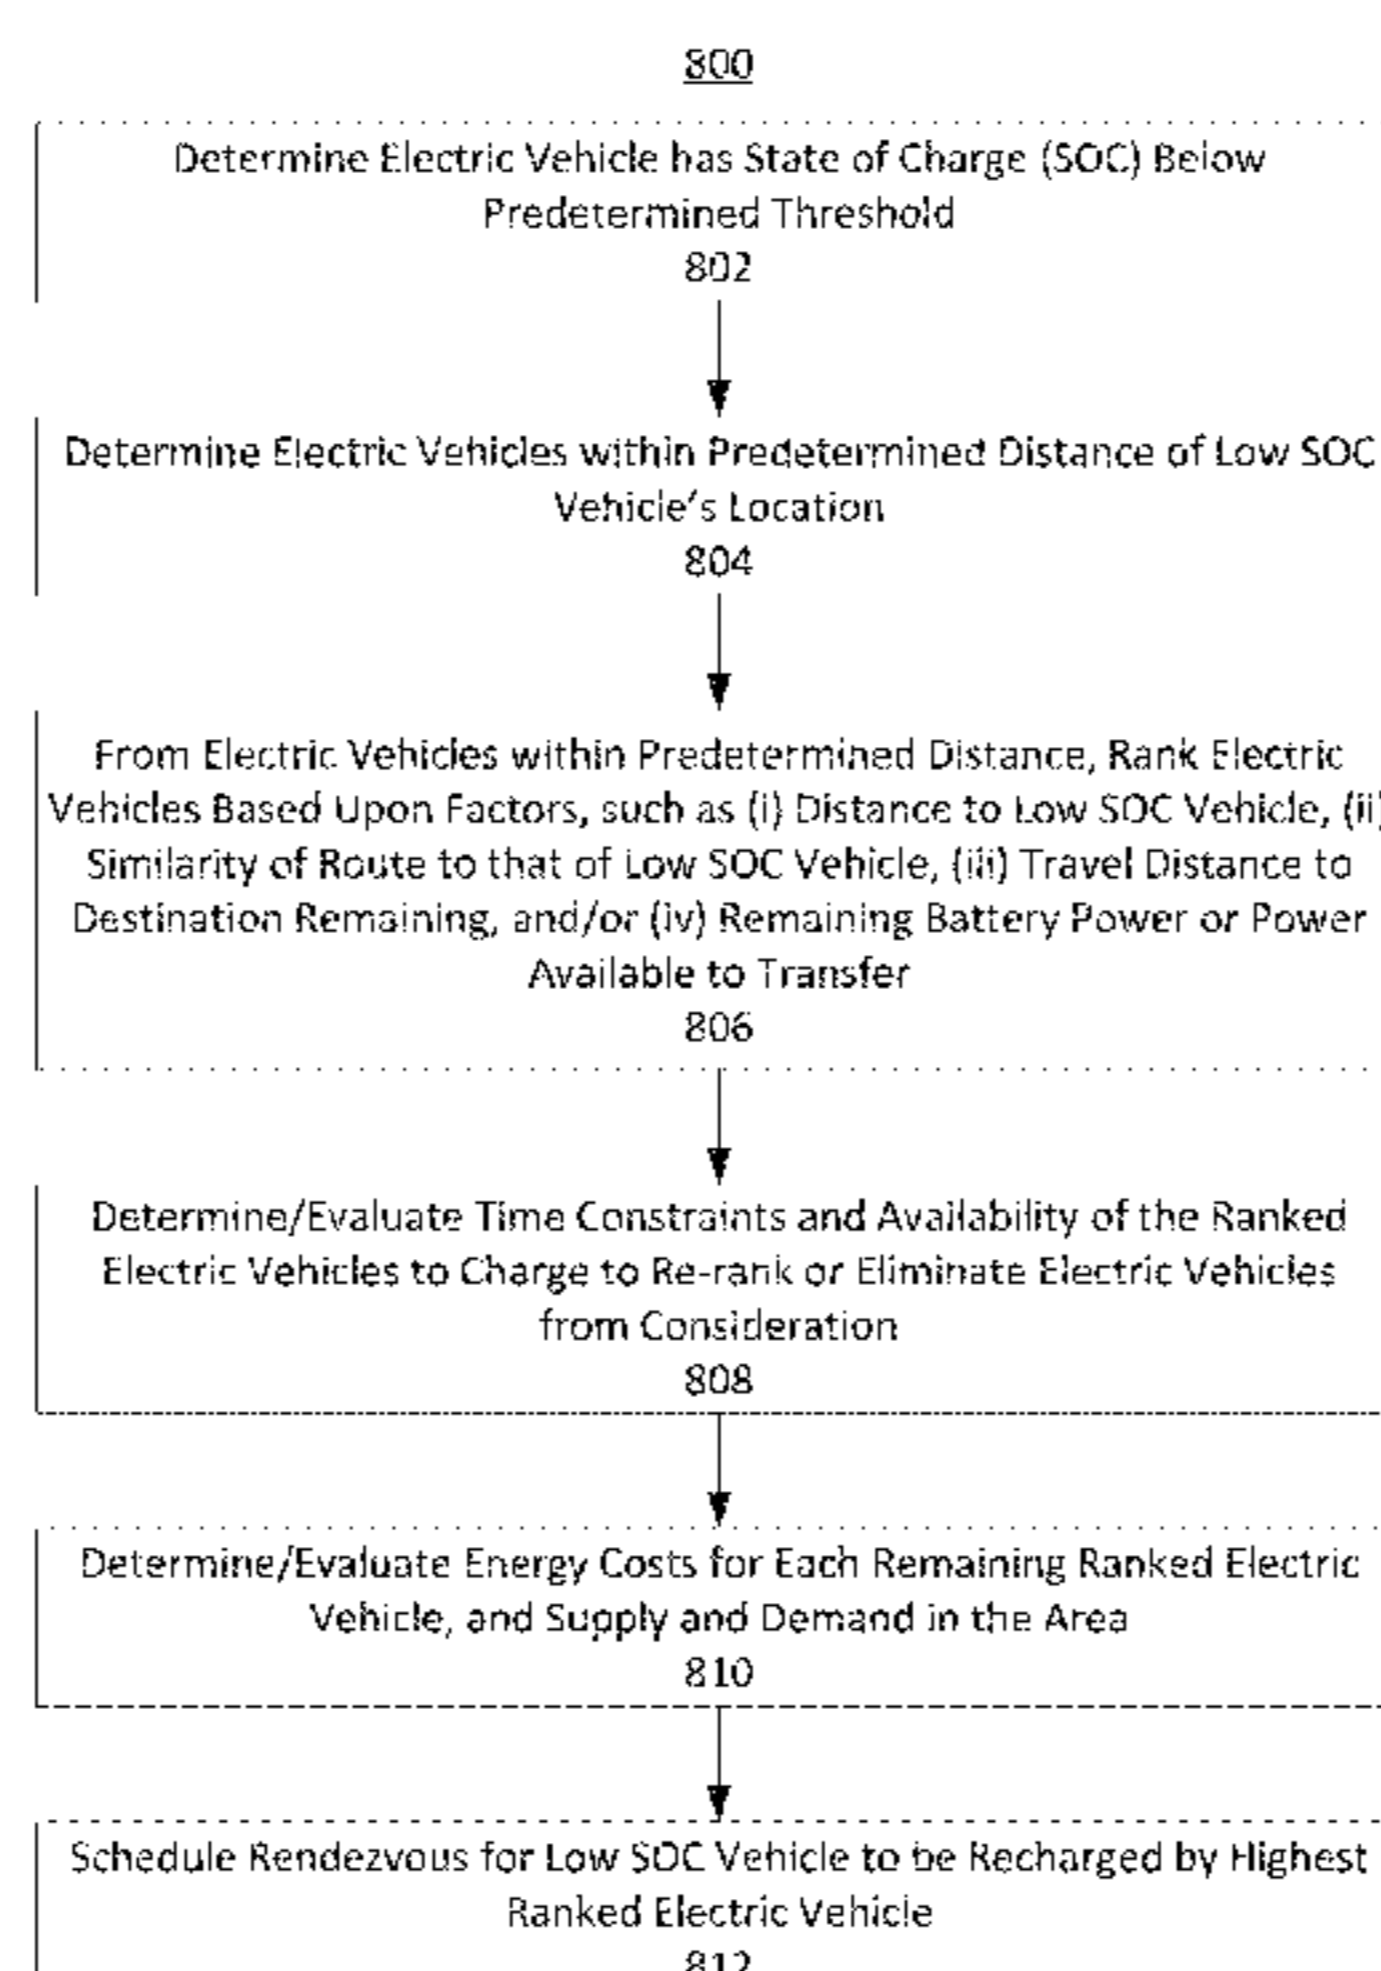 800
Determine Electric Vehicle has State of Charge (SOC) Below
Predetermined Threshold
802
Determine Electric Vehicles within Predetermined Distance of Low SOC
Vehicle's Location
804
From Electric Vehicles within Predetermined Distance, Rank Electric
Vehicles Based Upon Factors, such as (i) Distance to Low SOC Vehicle, (ii)
Similarity of Route to that of Low SOC Vehicle, (iii) Travel Distance to
Destination Remaining, and/or (iv) Remaining Battery Power or Power
Available to Transfer
806
Determine/Evaluate Time Constraints and Availability of the Ranked
Electric Vehicles to Charge to Re-rank or Eliminate Electric Vehicles
from Consideration
808
Determine/Evaluate Energy Costs for Each Remaining Ranked Electric
Vehicle, and Supply and Demand in the Area
810
Schedule Rendezvous for Low SOC Vehicle to be Recharged by Highest
Ranked Electric Vehicle
812